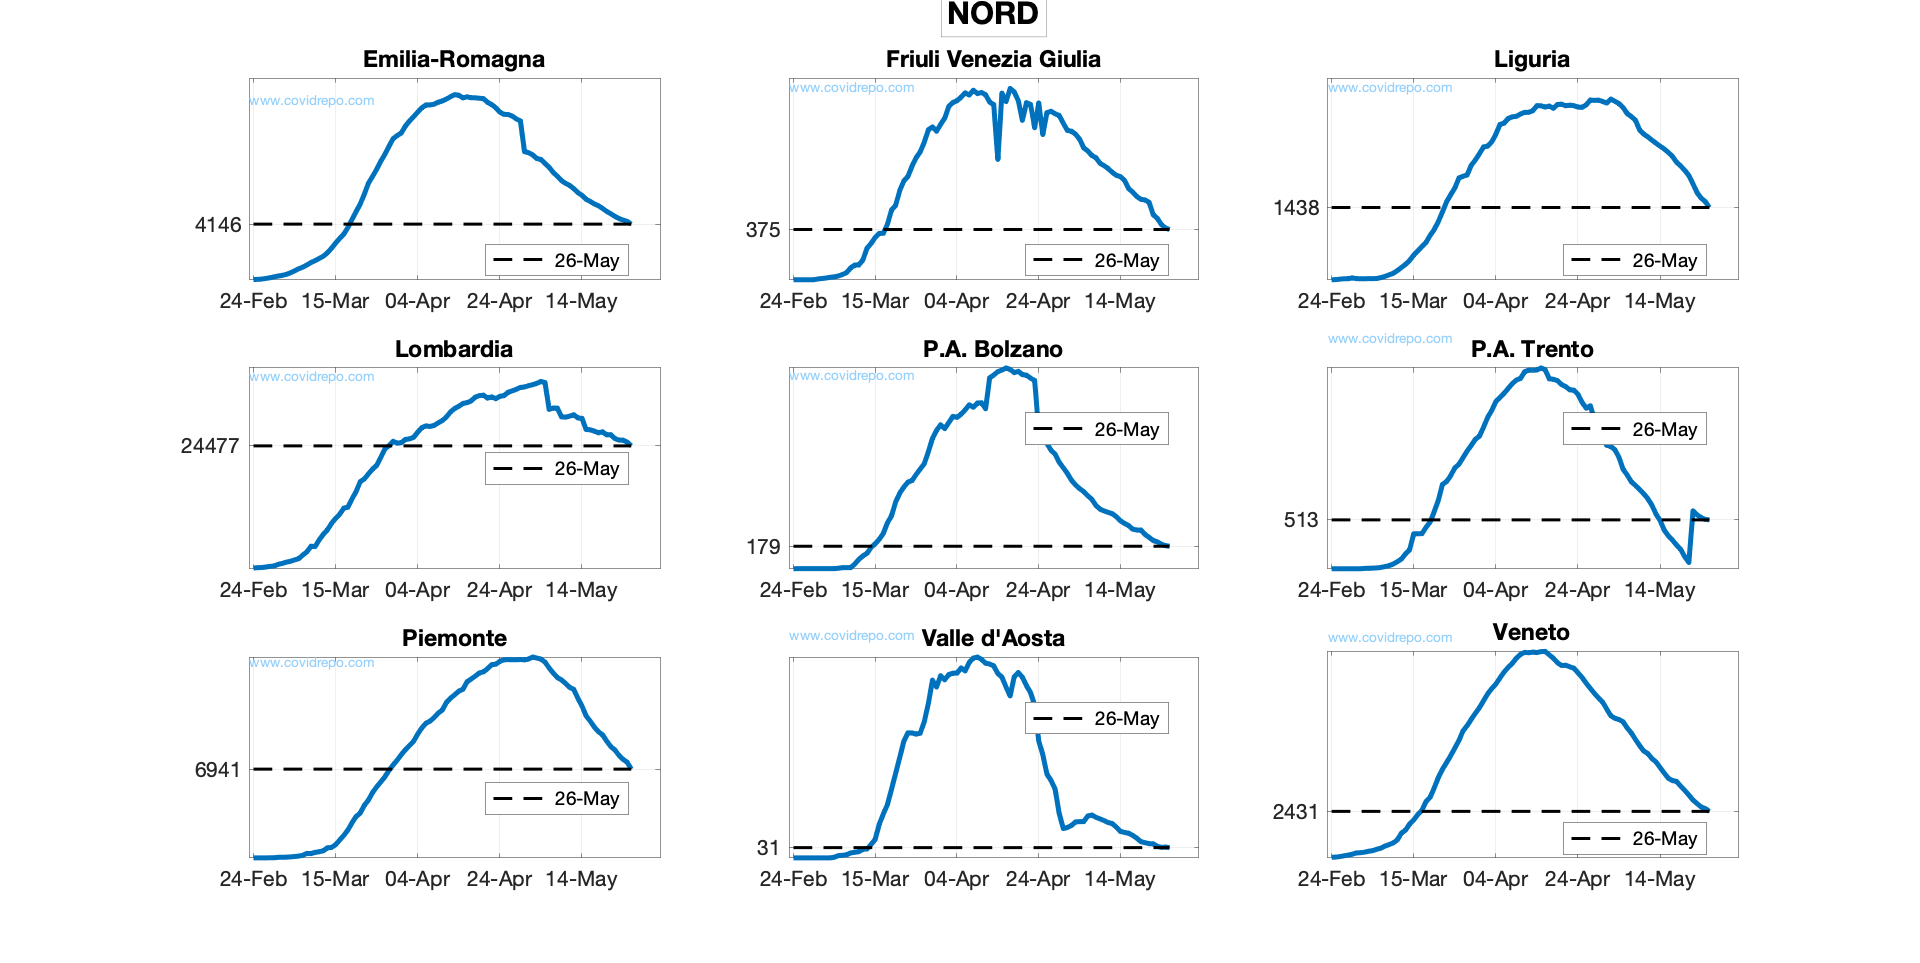 NORD
Emilia-Romagna
www.covidrepo.com
4146
26-May
24-Feb 15-Mar 04-Apr 24-Apr 14-May
Friuli Venezia Giulia
www.covidrepo.com
375
26-May
24-Feb 15-Mar 04-Apr 24-Apr 14-May
Liguria
www.covidrepo.com
1438
26-May
24-Feb 15-Mar 04-Apr 24-Apr 14-May
Lombardia
www.covidrepo.com
24477
26-May
24-Feb 15-Mar 04-Apr 24-Apr 14-May
P.A. Bolzano
www.covidrepo.com
26-May
179
24-Feb 15-Mar 04-Apr 24-Apr 14-May
www.covidrepo.com
P.A. Trento
26-May
513
24-Feb 15-Mar 04-Apr 24-Apr 14-May
Piemonte
www.covidrepo.com
6941
26-May
24-Feb 15-Mar 04-Apr 24-Apr 14-May
www.covidrepo.com
Valle d'Aosta
26-May
31
24-Feb 15-Mar 04-Apr 24-Apr 14-May
www.covidrepo.com
Veneto
2431
26-May
24-Feb 15-Mar 04-Apr 24-Apr 14-May